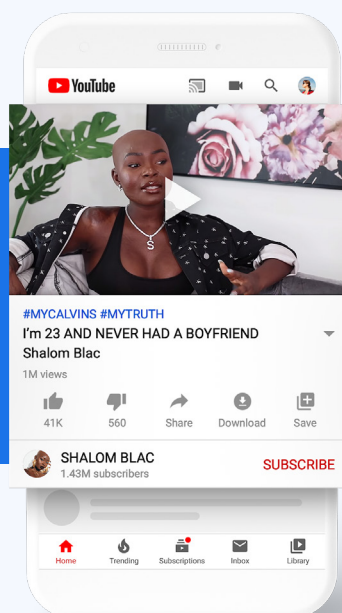 YouTube
S
#MYCALVINS #MYTRUTH
I'm 23 AND NEVER HAD A BOYFRIEND
Shalom Blac
1M views
41K 560 Share Download Save
SHALOM BLAC
1.43M subscribers
SUBSCRIBE
Home Trending Subscriptions Inbox Library